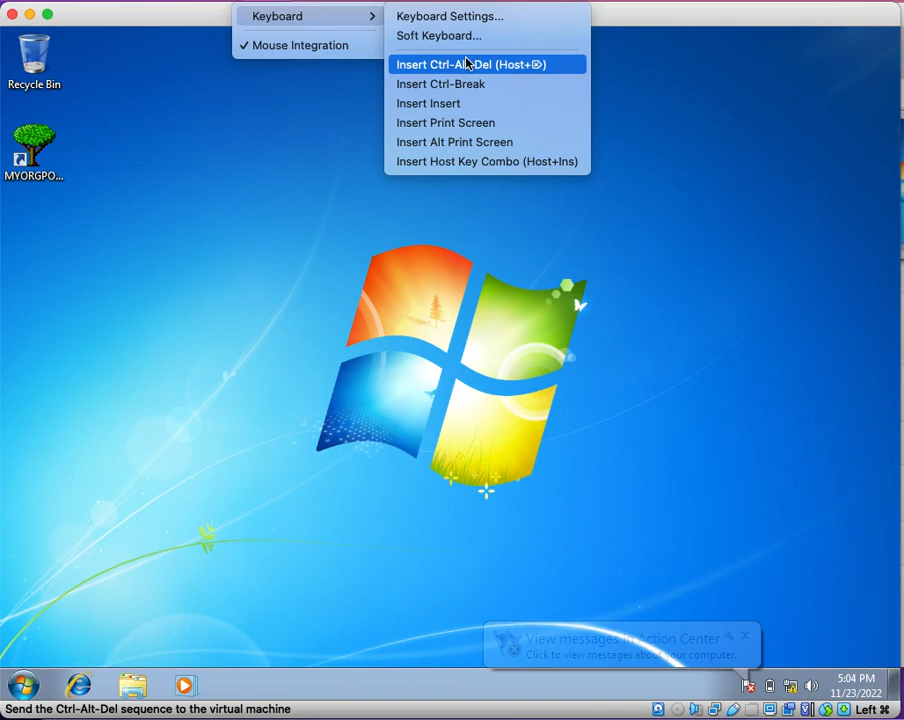 Keyboard
✓ Mouse Integration
Keyboard Settings...
Soft Keyboard...
Insert Ctrl-Alt-Del (Host+⌦)
Insert Ctrl-Break
Insert Insert
Insert Print Screen
Insert Alt Print Screen
Insert Host Key Combo (Host+Ins)
Recycle Bin
MYORGPO...
View messages in Action Center
Click to view messages about your computer.
5:04 PM
11/23/2022
Send the Ctrl-Alt-Del sequence to the virtual machine
Left ⌘